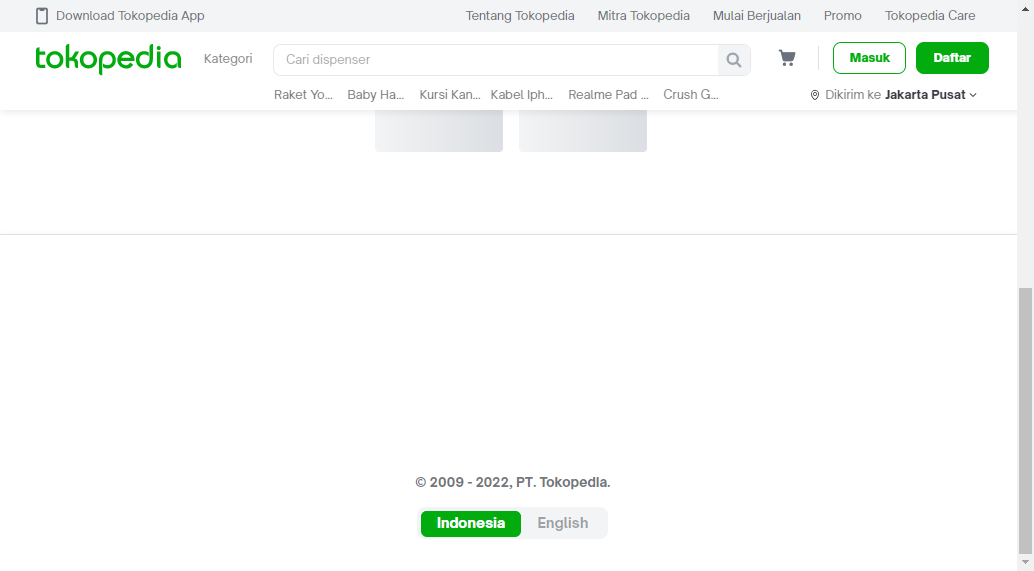 Download Tokopedia App Tentang Tokopedia Mitra Tokopedia Mulai Berjualan Promo Tokopedia Care
tokopedia Kategori Cari dispenser Masuk Daftar
Raket Yo... Baby Ha... Kursi Kan... Kabel Iph... Realme Pad ... Crush G... Dikirim ke Jakarta Pusat
© 2009 - 2022, PT. Tokopedia.
Indonesia English